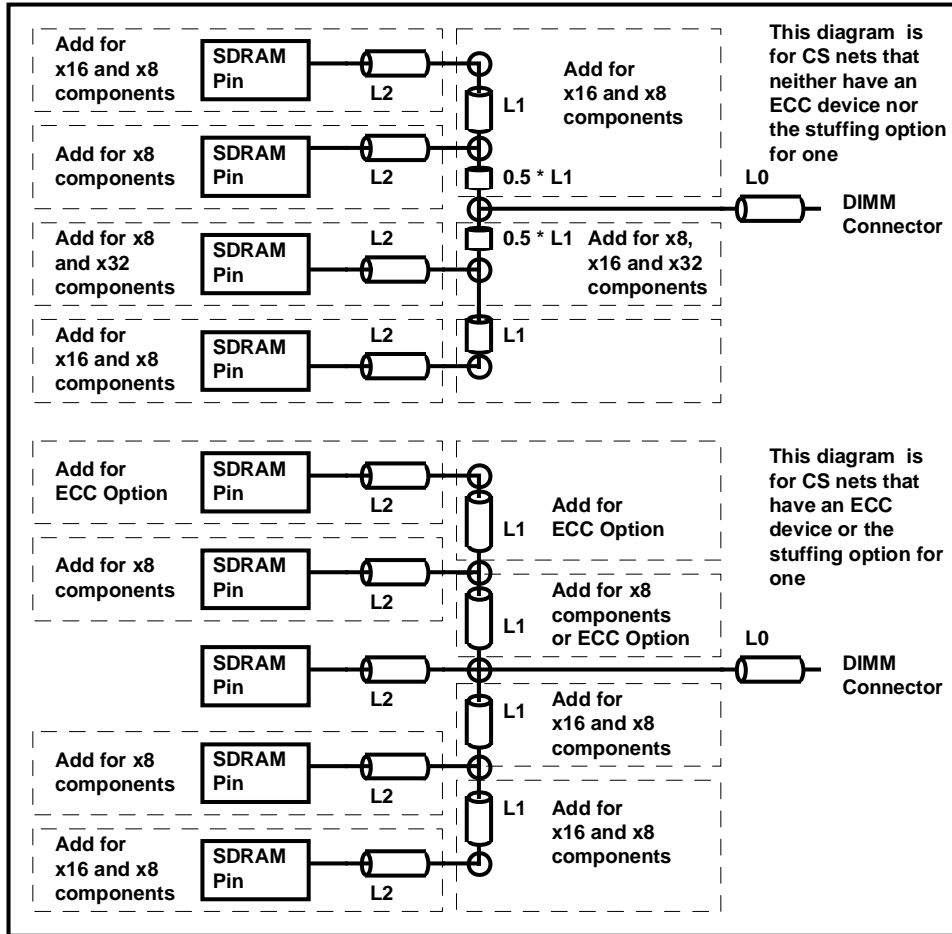 Add for
x16 and x8
components
SDRAM
Pin
L2
L1
Add for
x16 and x8
components
This diagram is
for CS nets that
neither have an
ECC device nor
the stuffing option
for one
Add for x8
components
SDRAM
Pin
L2
0.5 * L1
L0
DIMM
Connector
Add for x8
and x32
components
SDRAM
Pin
L2
0.5 * L1
Add for x8,
x16 and x32
components
Add for
x16 and x8
components
SDRAM
Pin
L2
L1
Add for
ECC Option
SDRAM
Pin
L2
L1
Add for
ECC Option
This diagram is
for CS nets that
have an ECC
device or the
stuffing option for
one
Add for x8
components
SDRAM
Pin
L2
L1
Add for x8
components
or ECC Option
SDRAM
Pin
L2
L0
DIMM
Connector
L1
Add for
x16 and x8
components
Add for x8
components
SDRAM
Pin
L2
L1
Add for
x16 and x8
components
Add for
x16 and x8
components
SDRAM
Pin
L2